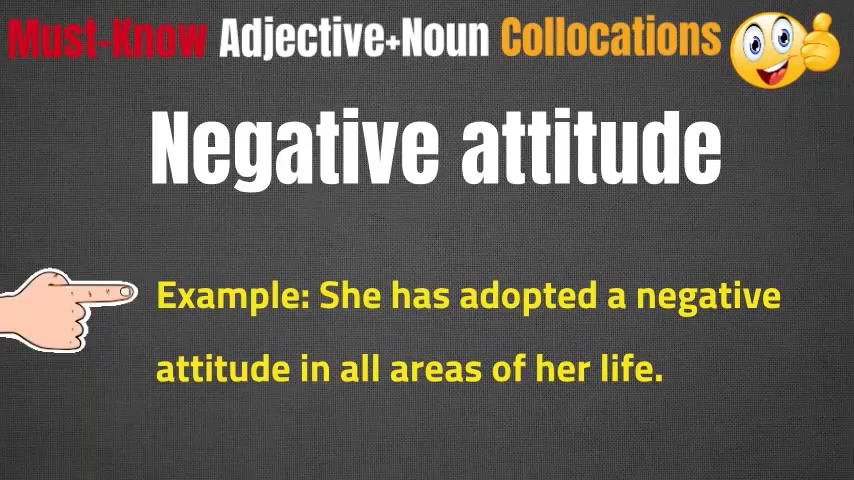 Must-Know Adjective+Noun Collocations
Negative attitude
Example: She has adopted a negative
attitude in all areas of her life.